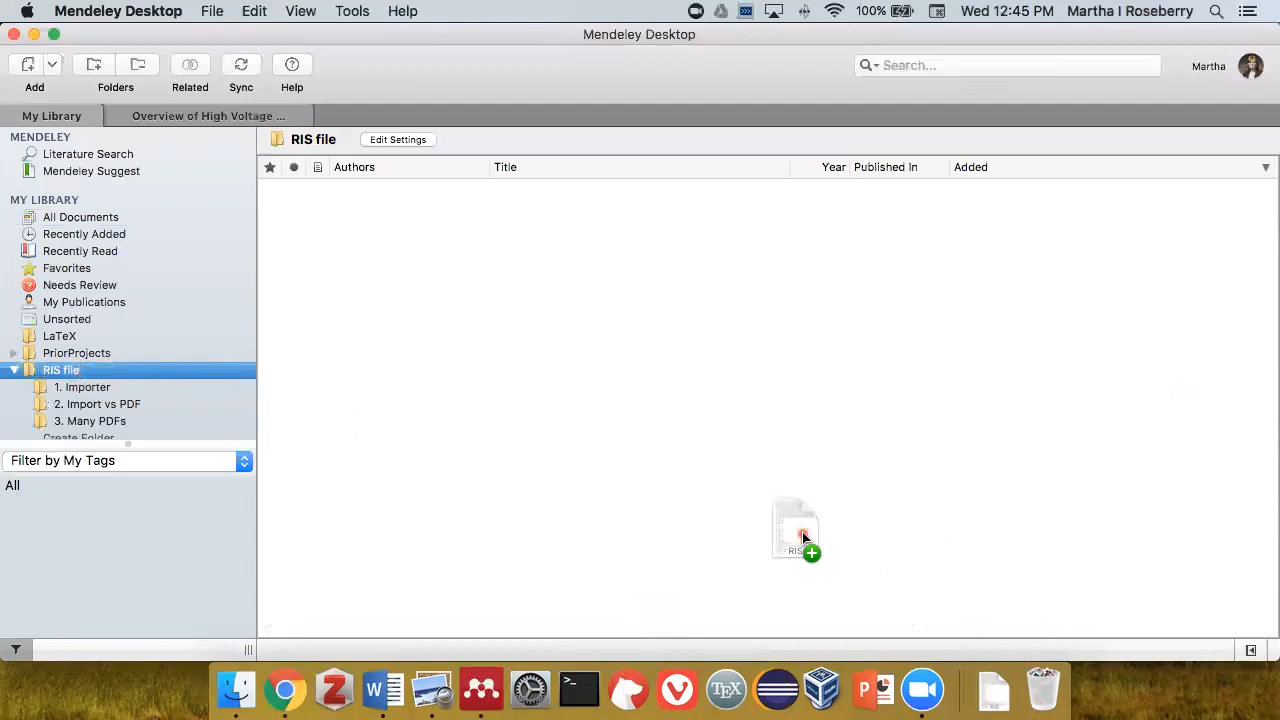 Mendeley Desktop File Edit View Tools Help 100% Wed 12:45 PM Martha I Roseberry
Mendeley Desktop
Search... Martha
Add Folders Related Sync Help
My Library Overview of High Voltage ...
MENDELEY
Literature Search
Mendeley Suggest
MY LIBRARY
All Documents
Recently Added
Recently Read
Favorites
Needs Review
My Publications
Unsorted
LaTeX
PriorProjects
RIS file
1. Importer
2. Import vs PDF
3. Many PDFs
Create Folder...
Filter by My Tags
All
RIS file Edit Settings
Authors Title Year Published In Added
RIS
Z W >_ TEX P RIS